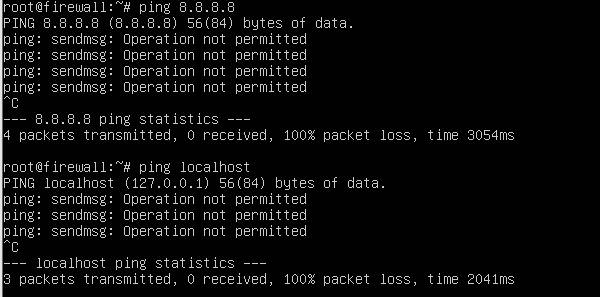 root@firewall:~# ping 8.8.8.8
PING 8.8.8.8 (8.8.8.8) 56(84) bytes of data.
ping: sendmsg: Operation not permitted
ping: sendmsg: Operation not permitted
ping: sendmsg: Operation not permitted
ping: sendmsg: Operation not permitted
^C
--- 8.8.8.8 ping statistics ---
4 packets transmitted, 0 received, 100% packet loss, time 3054ms
root@firewall:~# ping localhost
PING localhost (127.0.0.1) 56(84) bytes of data.
ping: sendmsg: Operation not permitted
ping: sendmsg: Operation not permitted
ping: sendmsg: Operation not permitted
^C
--- localhost ping statistics ---
3 packets transmitted, 0 received, 100% packet loss, time 2041ms